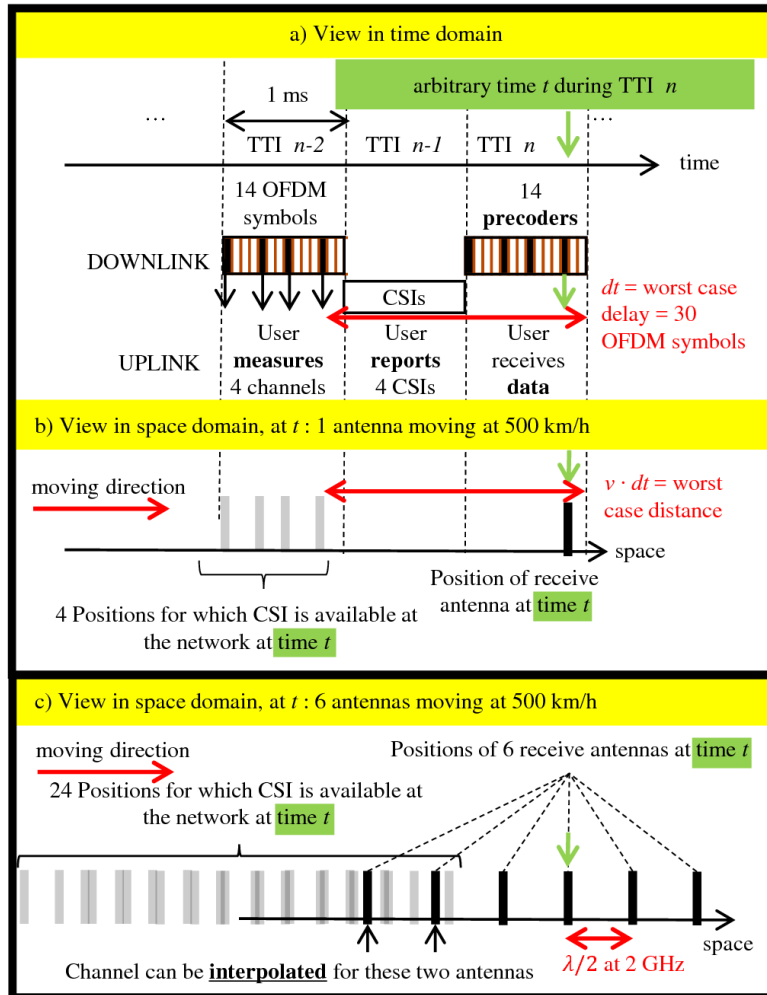 a) View in time domain
arbitrary time t during TTI n
1 ms
…
…
TTI n-2
TTI n-1
TTI n
time
14 OFDM
symbols
14
precoders
DOWNLINK
CSIs
dt = worst case
delay = 30
OFDM symbols
UPLINK
User
measures
4 channels
User
reports
4 CSIs
User
receives
data
b) View in space domain, at t : 1 antenna moving at 500 km/h
moving direction
v · dt = worst
case distance
space
4 Positions for which CSI is available at
the network at time t
Position of receive
antenna at time t
c) View in space domain, at t : 6 antennas moving at 500 km/h
moving direction
Positions of 6 receive antennas at time t
24 Positions for which CSI is available at
the network at time t
space
Channel can be interpolated for these two antennas
λ/2 at 2 GHz